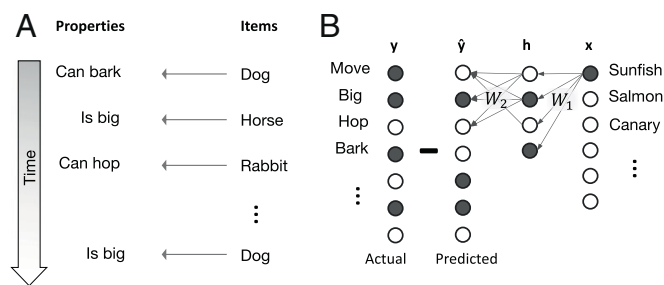 A
Properties Items
Can bark Dog
Is big Horse
Can hop Rabbit
Is big Dog
Time
B
y ŷ h x
Move
Big
Hop
Bark
W₂ W₁
Sunfish
Salmon
Canary
Actual Predicted